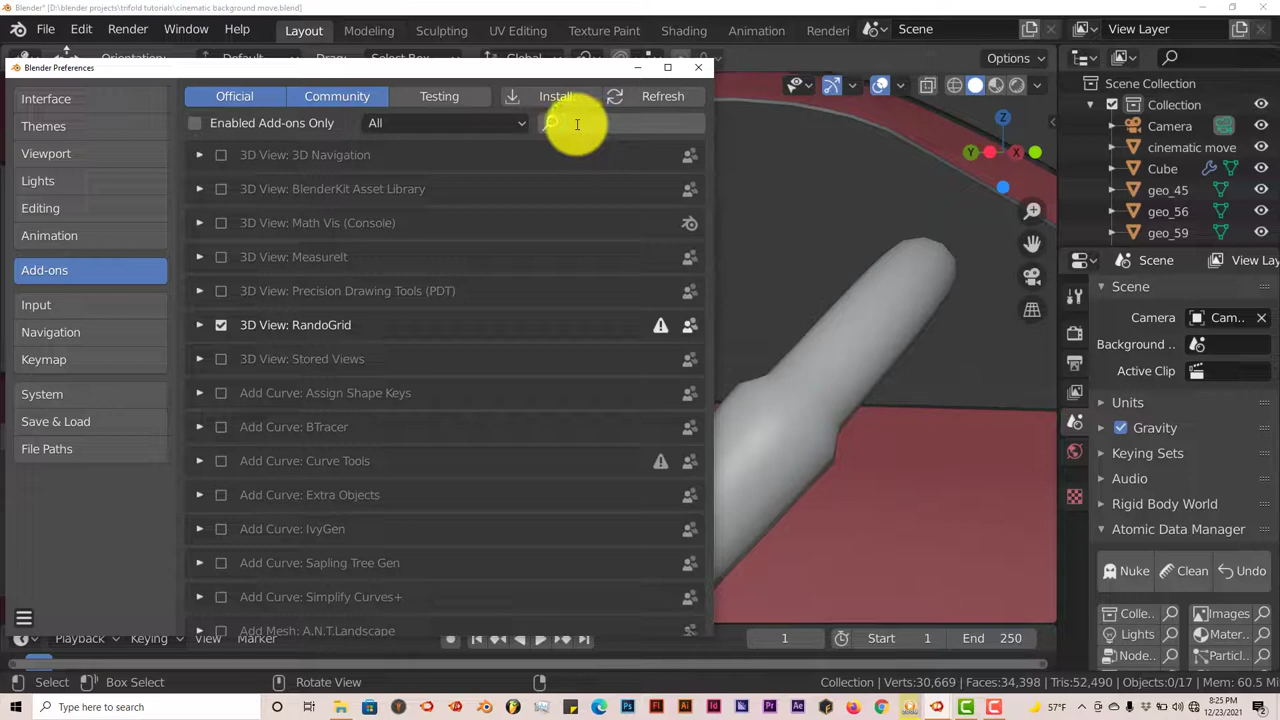 Blender* [D:\blender projects\trifold tutorials\cinematic background move.blend]
File Edit Render Window Help Layout Modeling Sculpting UV Editing Texture Paint Shading Animation Renderi Scene View Layer
Options
Blender Preferences
Interface
Themes
Viewport
Lights
Editing
Animation
Add-ons
Input
Navigation
Keymap
System
Save & Load
File Paths
Official Community Testing Install Refresh
Enabled Add-ons Only All
3D View: 3D Navigation
3D View: BlenderKit Asset Library
3D View: Math Vis (Console)
3D View: MeasureIt
3D View: Precision Drawing Tools (PDT)
3D View: RandoGrid
3D View: Stored Views
Add Curve: Assign Shape Keys
Add Curve: BTracer
Add Curve: Curve Tools
Add Curve: Extra Objects
Add Curve: IvyGen
Add Curve: Sapling Tree Gen
Add Curve: Simplify Curves+
Add Mesh: A.N.T.Landscape
Z
Y X
Scene Collection
Collection
Camera
cinematic move
Cube
geo_45
geo_56
geo_59
Scene View Lay
Scene
Camera Cam...
Background ..
Active Clip
Units
Gravity
Keying Sets
Audio
Rigid Body World
Atomic Data Manager
Nuke Clean Undo
Colle.. Images
Lights Mater..
Node.. Particl..
Playback Keying View Marker 1 Start 1 End 250
Select Box Select Rotate View Collection | Verts:30,669 | Faces:34,398 | Tris:52,490 | Objects:0/17 | Mem: 60.5 Mi
Type here to search
8:25 PM
12/23/2021